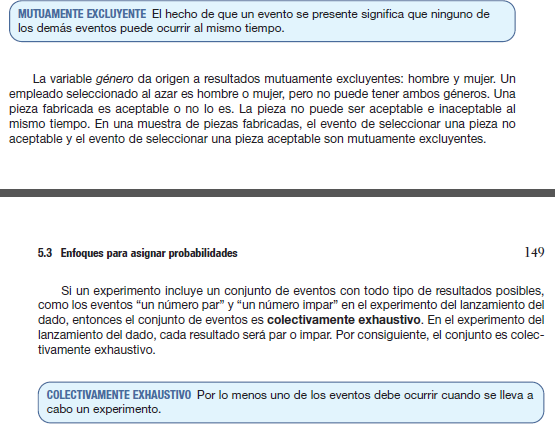 MUTUAMENTE EXCLUYENTE El hecho de que un evento se presente significa que ninguno de
los demás eventos puede ocurrir al mismo tiempo.
La variable género da origen a resultados mutuamente excluyentes: hombre y mujer. Un
empleado seleccionado al azar es hombre o mujer, pero no puede tener ambos géneros. Una
pieza fabricada es aceptable o no lo es. La pieza no puede ser aceptable e inaceptable al
mismo tiempo. En una muestra de piezas fabricadas, el evento de seleccionar una pieza no
aceptable y el evento de seleccionar una pieza aceptable son mutuamente excluyentes.
5.3 Enfoques para asignar probabilidades 149
Si un experimento incluye un conjunto de eventos con todo tipo de resultados posibles,
como los eventos “un número par” y “un número impar” en el experimento del lanzamiento del
dado, entonces el conjunto de eventos es colectivamente exhaustivo. En el experimento del
lanzamiento del dado, cada resultado será par o impar. Por consiguiente, el conjunto es colec-
tivamente exhaustivo.
COLECTIVAMENTE EXHAUSTIVO Por lo menos uno de los eventos debe ocurrir cuando se lleva a
cabo un experimento.